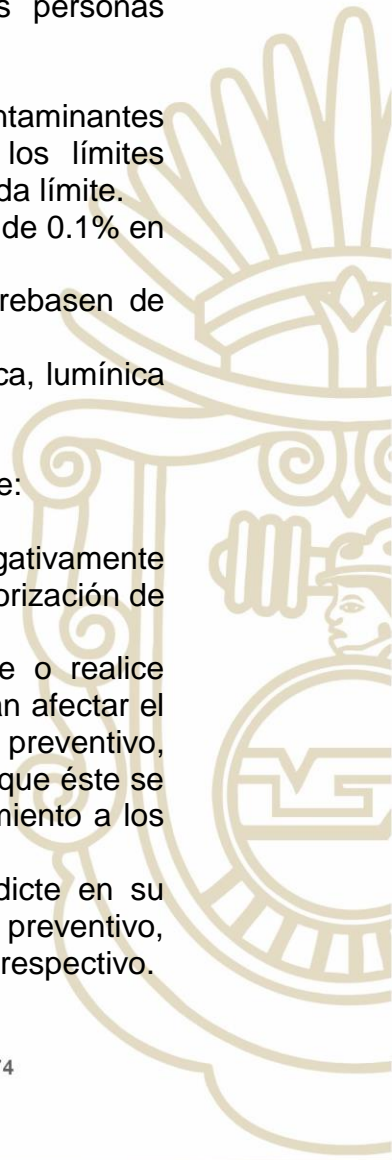 s personas
ntaminantes
los límites
da límite.
de 0.1% en
rebasen de
ca, lumínica
e:
gativamente
orización de
e o realice
an afectar el
preventivo,
que éste se
miento a los
dicte en su
preventivo,
respectivo.
74